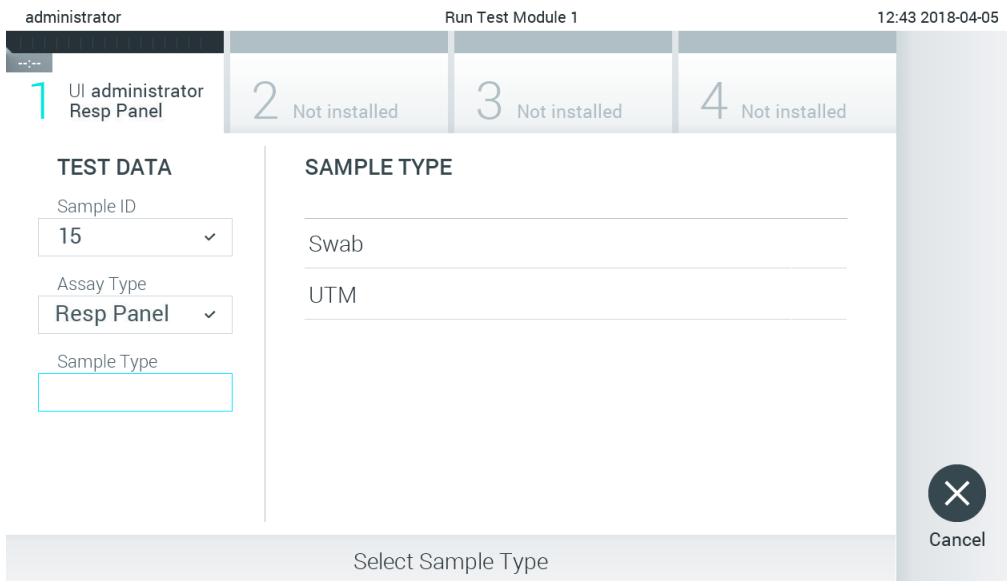 administrator
Run Test Module 1
12:43 2018-04-05
--:--
1
UI administrator
Resp Panel
2 Not installed
3 Not installed
4 Not installed
TEST DATA
Sample ID
15
Assay Type
Resp Panel
Sample Type
SAMPLE TYPE
Swab
UTM
Cancel
Select Sample Type